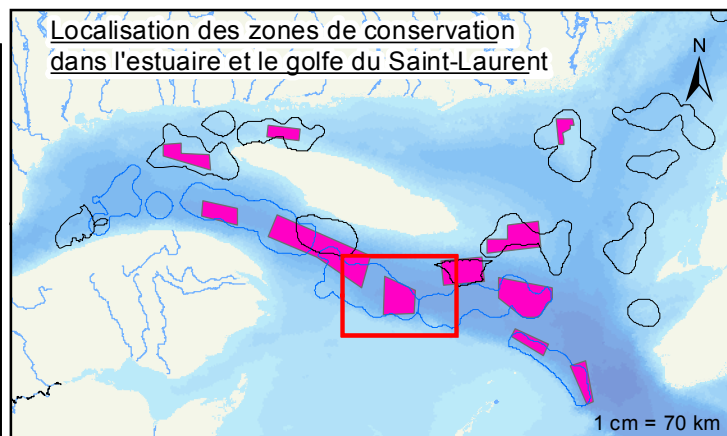 Localisation des zones de conservation
dans l'estuaire et le golfe du Saint-Laurent
N
1 cm = 70 km